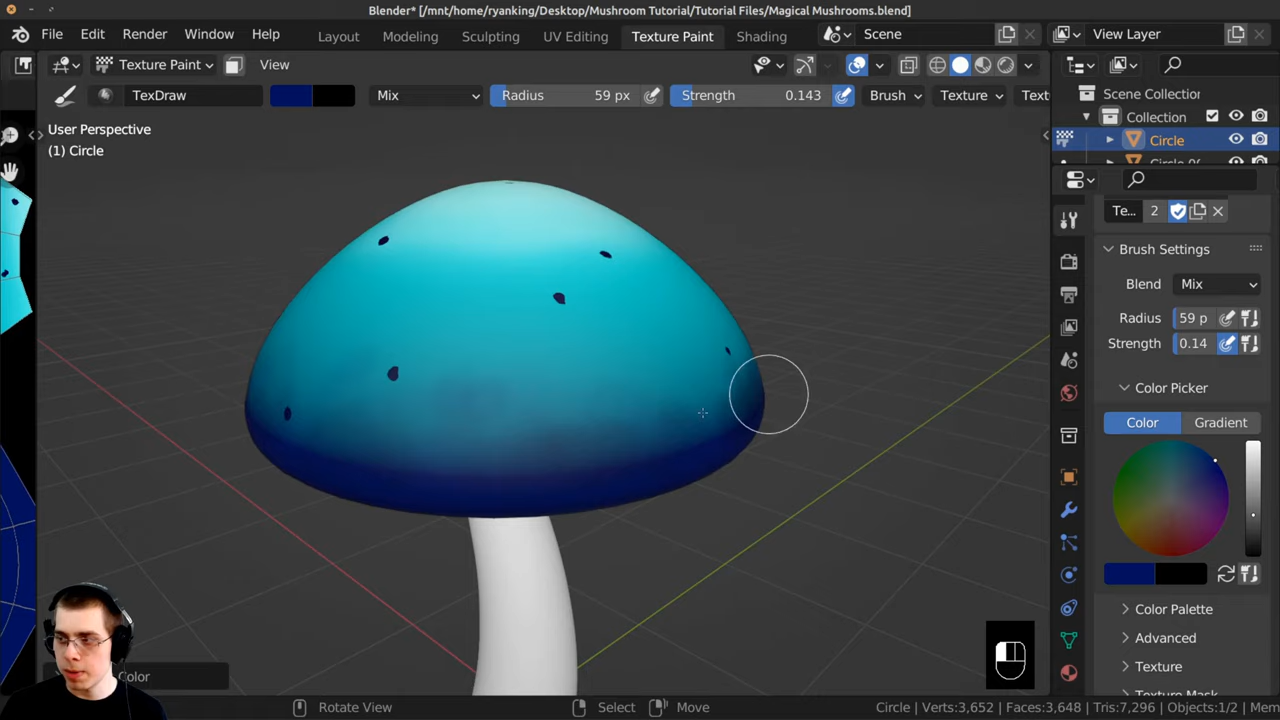 Blender* [/mnt/home/ryanking/Desktop/Mushroom Tutorial/Tutorial Files/Magical Mushrooms.blend]
File Edit Render Window Help Layout Modeling Sculpting UV Editing Texture Paint Shading Scene View Layer
Texture Paint View
TexDraw Mix Radius 59 px Strength 0.143 Brush Texture Text
Scene Collection
Collection
Circle
User Perspective
(1) Circle
Te... 2
Brush Settings
Blend Mix
Radius 59 p
Strength 0.14
Color Picker
Color Gradient
Color Palette
Advanced
Texture
Texture Mask
Color
Rotate View Select Move Circle | Verts:3,652 | Faces:3,648 | Tris:7,296 | Objects:1/2 | Mem